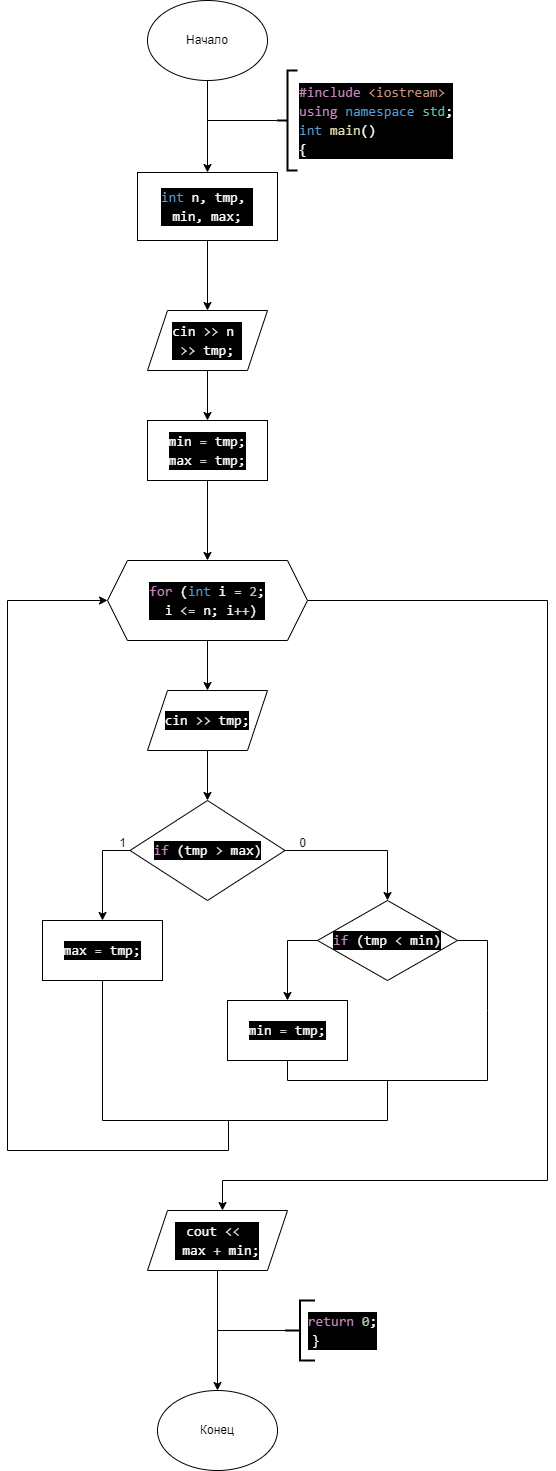 Начало
#include <iostream>
using namespace std;
int main()
{
int n, tmp,
min, max;
cin >> n
>> tmp;
min = tmp;
max = tmp;
for (int i = 2;
i <= n; i++)
cin >> tmp;
1
if (tmp > max)
0
max = tmp;
if (tmp < min)
min = tmp;
cout <<
max + min;
return 0;
}
Конец